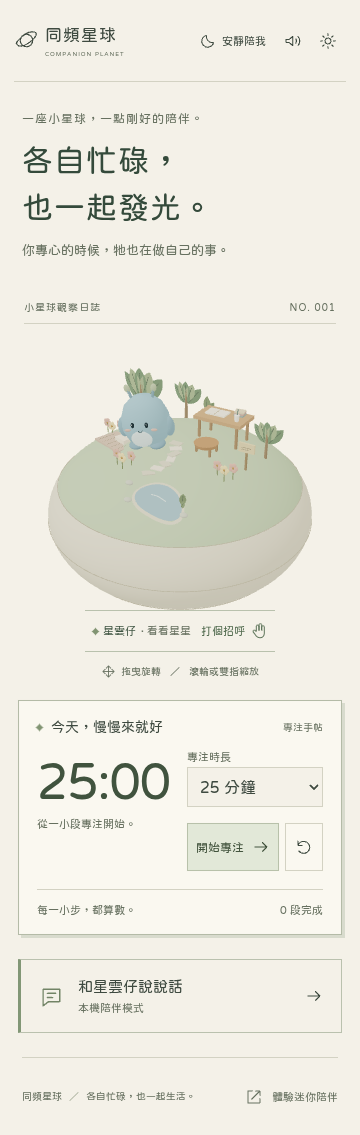 同頻星球
COMPANION PLANET
安靜陪我
一座小星球，一點剛好的陪伴。
各自忙碌，
也一起發光。
你專心的時候，牠也在做自己的事。
小星球觀察日誌
NO. 001
星雲仔 · 看看星星 打個招呼
拖曳旋轉 ／ 滾輪或雙指縮放
今天，慢慢來就好
專注手帖
25:00
專注時長
25 分鐘
從一小段專注開始。
開始專注
每一小步，都算數。
0 段完成
和星雲仔說說話
本機陪伴模式
同頻星球 ／ 各自忙碌，也一起生活。
體驗迷你陪伴